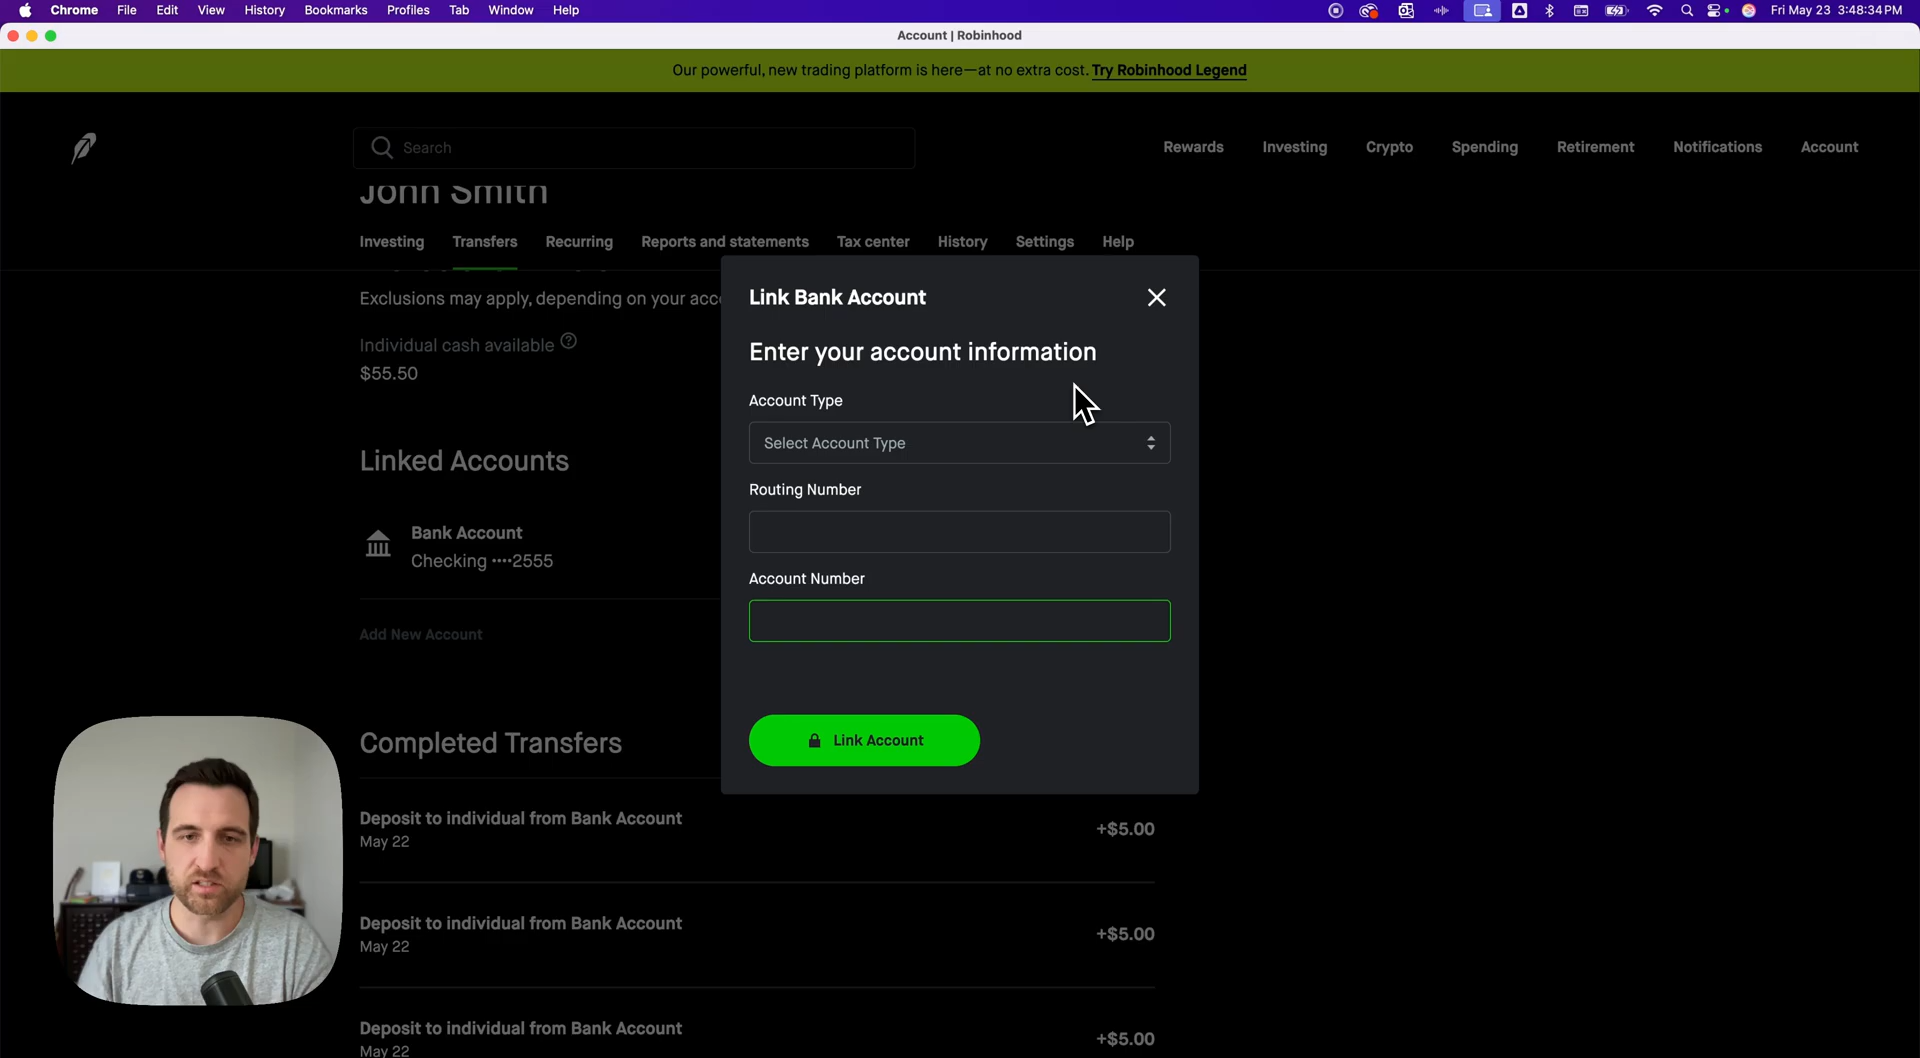 Chrome File Edit View History Bookmarks Profiles Tab Window Help Fri May 23 3:48:34 PM
Account | Robinhood
Our powerful, new trading platform is here—at no extra cost. Try Robinhood Legend
Search Rewards Investing Crypto Spending Retirement Notifications Account
John Smith
Investing Transfers Recurring Reports and statements Tax center History Settings Help
Exclusions may apply, depending on your acc
Individual cash available ?
$55.50
Linked Accounts
Bank Account
Checking ••••2555
Add New Account
Link Bank Account
Enter your account information
Account Type
Select Account Type
Routing Number
Account Number
Link Account
Completed Transfers
Deposit to individual from Bank Account
May 22
+$5.00
Deposit to individual from Bank Account
May 22
+$5.00
Deposit to individual from Bank Account
May 22
+$5.00